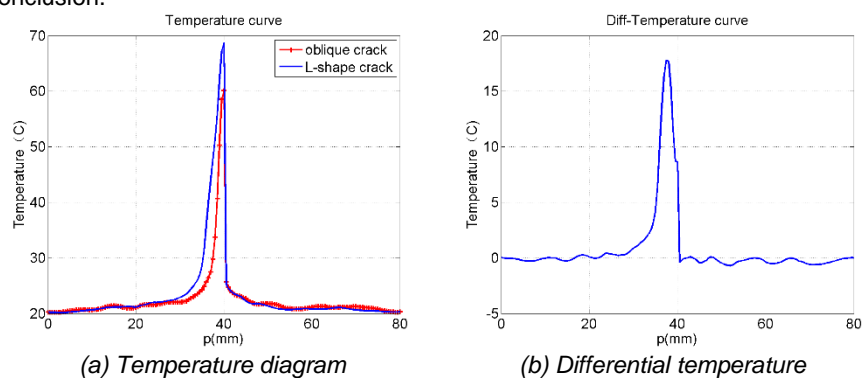 onclusion.
Temperature curve
70
60
50
40
30
20
0
20
40
60
80
Temperature (C)
p(mm)
oblique crack
L-shape crack
(a) Temperature diagram
Diff-Temperature curve
20
15
10
5
0
-5
0
20
40
60
80
Temperature (C)
p(mm)
(b) Differential temperature